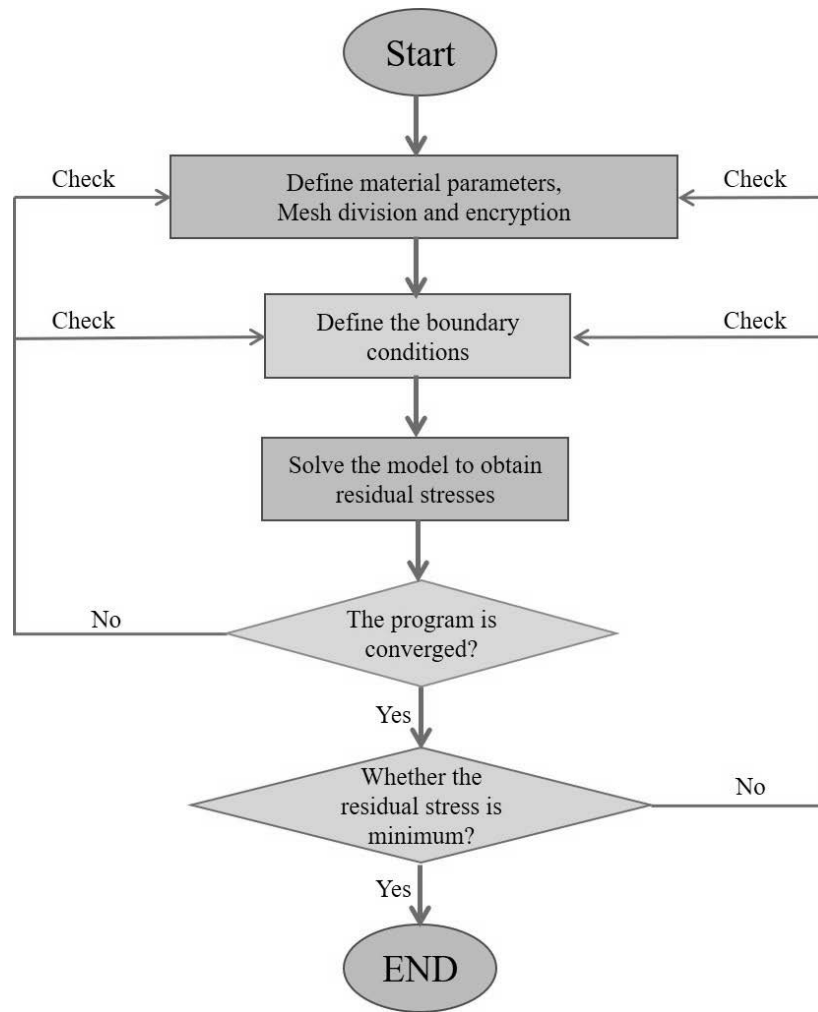 Start
Check
Define material parameters,
Mesh division and encryption
Check
Check
Define the boundary
conditions
Check
Solve the model to obtain
residual stresses
No
The program is
converged?
Yes
Whether the
residual stress is
minimum?
No
Yes
END